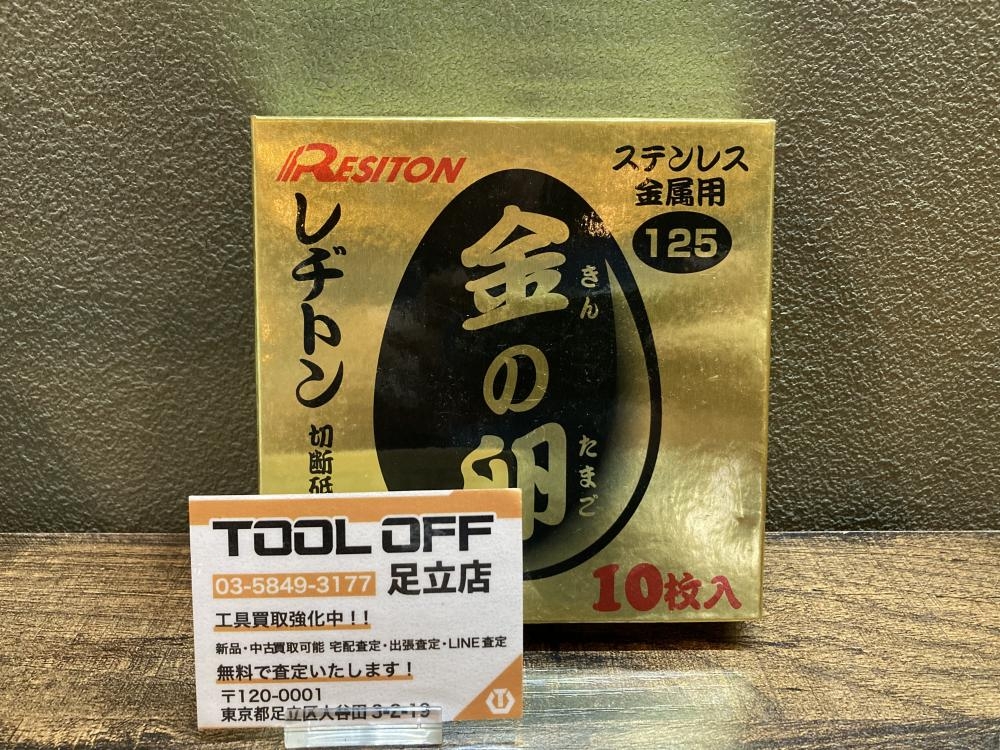 RESITON
ステンレス
金属用
125
レヂトン
切断砥
金の卵
きん
たまご
10枚入
TOOL OFF
03-5849-3177 足立店
工具買取強化中！！
新品・中古買取可能 宅配査定・出張査定・LINE査定
無料で査定いたします！
〒120-0001
東京都足立区大谷田 3-2-19